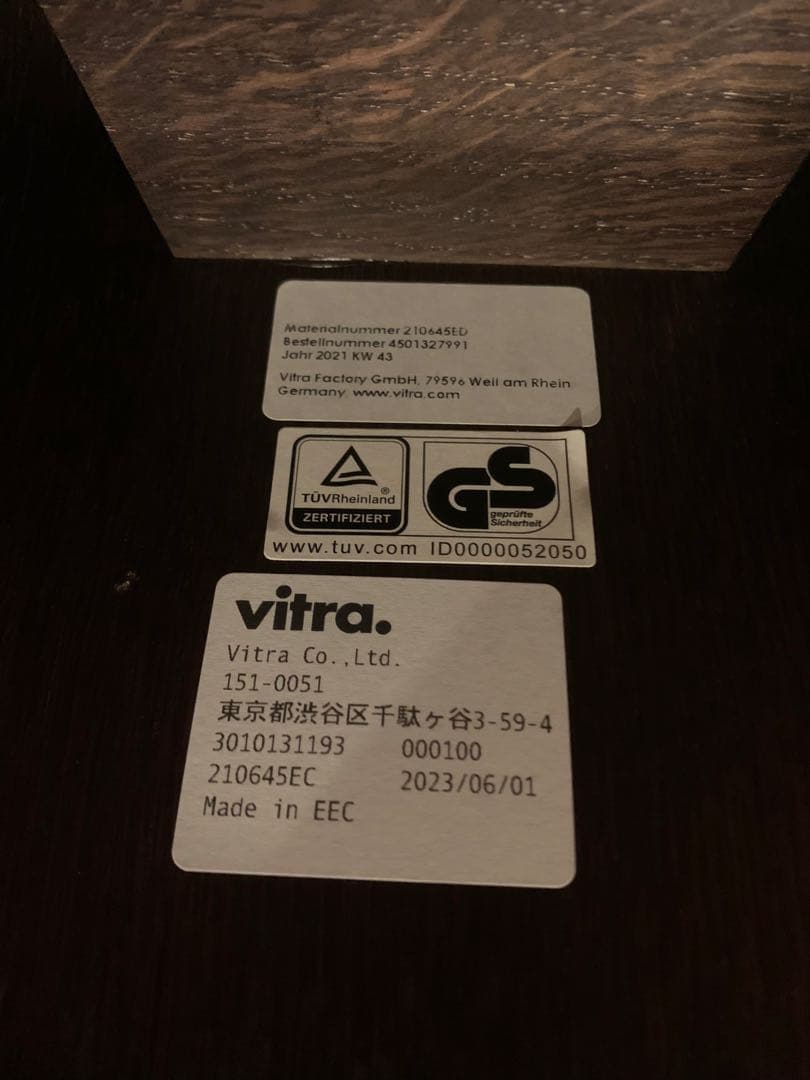 Materialnummer 210645ED
Bestellnummer 4501327991
Jahr 2021 KW 43
Vitra Factory GmbH, 79596 Weil am Rhein
Germany www.vitra.com
TÜVRheinland®
ZERTIFIZIERT
GS
geprüfte
Sicherheit
www.tuv.com ID0000052050
vitra.
Vitra Co.,Ltd.
151-0051
東京都渋谷区千駄ヶ谷3-59-4
3010131193 000100
210645EC 2023/06/01
Made in EEC